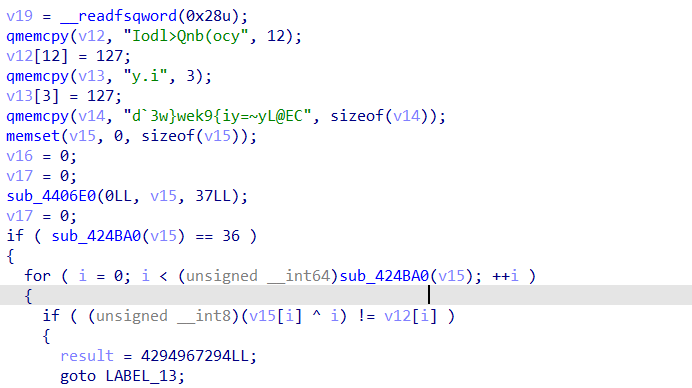 v19 = __readfsqword(0x28u);
qmemcpy(v12, "Iodl>Qnb(ocy", 12);
v12[12] = 127;
qmemcpy(v13, "y.i", 3);
v13[3] = 127;
qmemcpy(v14, "d`3w}wek9{iy=~yL@EC", sizeof(v14));
memset(v15, 0, sizeof(v15));
v16 = 0;
v17 = 0;
sub_4406E0(0LL, v15, 37LL);
v17 = 0;
if ( sub_424BA0(v15) == 36 )
{
for ( i = 0; i < (unsigned __int64)sub_424BA0(v15); ++i )
{
if ( (unsigned __int8)(v15[i] ^ i) != v12[i] )
{
result = 4294967294LL;
goto LABEL_13;